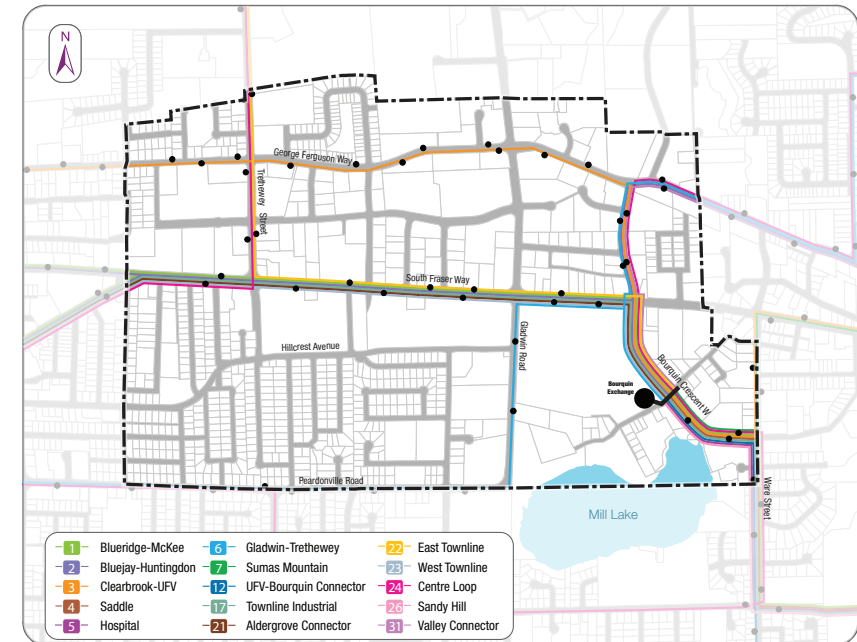 N
George Ferguson Way
Trethewey Street
South Fraser Way
Hillcrest Avenue
Gladwin Road
Bourquin Crescent W
Bourquin
Exchange
Peardonville Road
Ware Street
Mill Lake
1 Blueridge-McKee
2 Bluejay-Huntingdon
3 Clearbrook-UFV
4 Saddle
5 Hospital
6 Gladwin-Trethewey
7 Sumas Mountain
12 UFV-Bourquin Connector
17 Townline Industrial
21 Aldergrove Connector
22 East Townline
23 West Townline
24 Centre Loop
26 Sandy Hill
31 Valley Connector